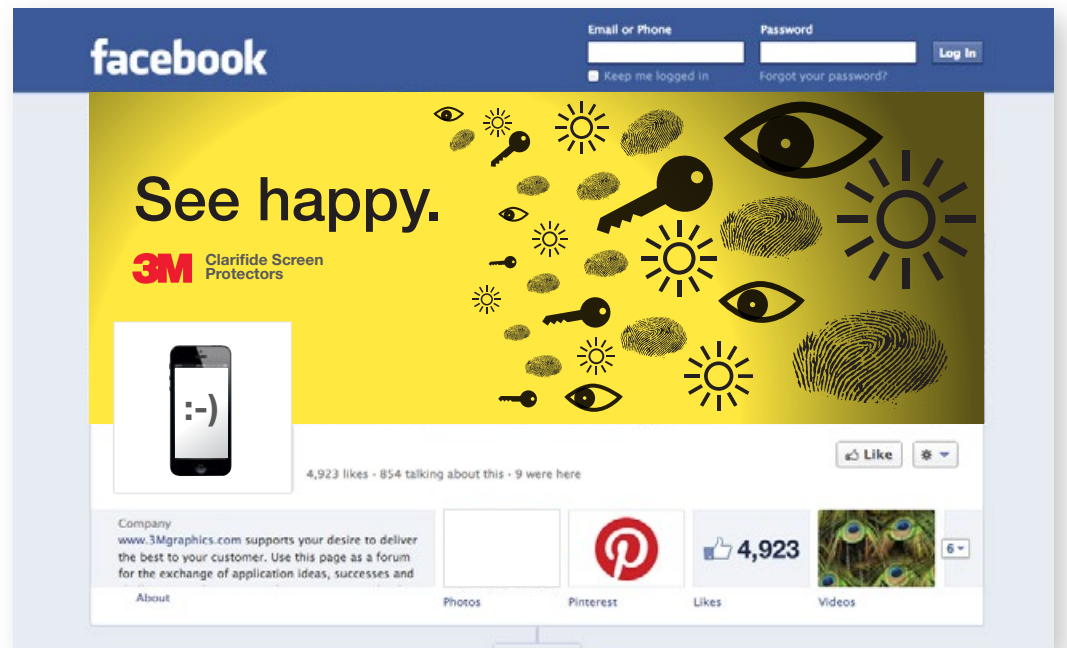 Email or Phone
Password
facebook
Log In
Keep me logged in
Forgot your password?
See happy.
3M
Clarifide Screen
Protectors
:-)
Like
4,923 likes · 854 talking about this · 9 were here
Company
www.3Mgraphics.com supports your desire to deliver
the best to your customer. Use this page as a forum
for the exchange of application ideas, successes and
4,923
6
About
Photos
Pinterest
Likes
Videos